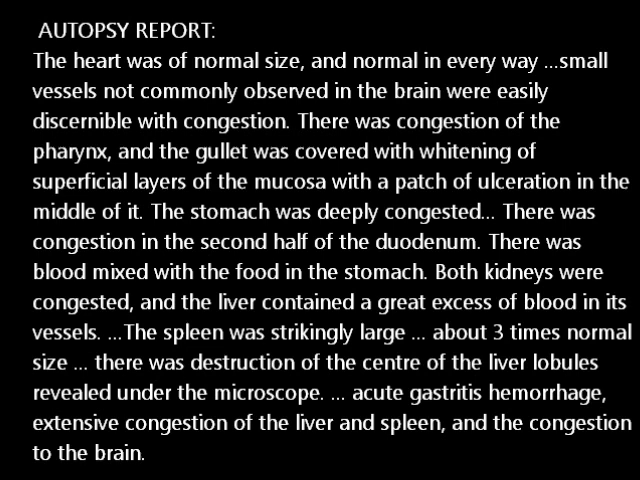 AUTOPSY REPORT:
The heart was of normal size, and normal in every way ...small
vessels not commonly observed in the brain were easily
discernible with congestion. There was congestion of the
pharynx, and the gullet was covered with whitening of
superficial layers of the mucosa with a patch of ulceration in the
middle of it. The stomach was deeply congested... There was
congestion in the second half of the duodenum. There was
blood mixed with the food in the stomach. Both kidneys were
congested, and the liver contained a great excess of blood in its
vessels. ...The spleen was strikingly large ... about 3 times normal
size ... there was destruction of the centre of the liver lobules
revealed under the microscope. ... acute gastritis hemorrhage,
extensive congestion of the liver and spleen, and the congestion
to the brain.